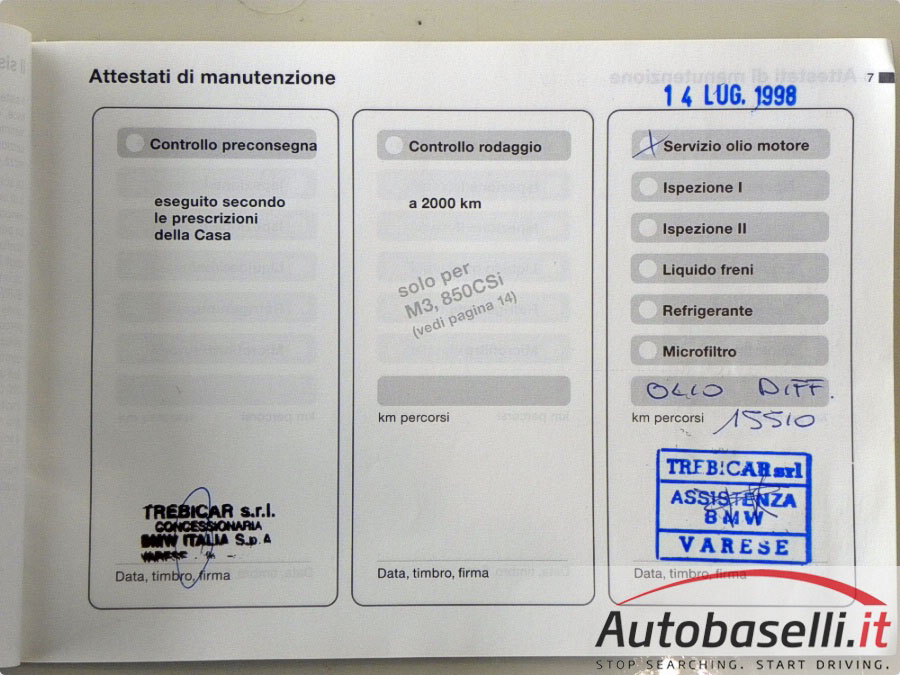 Attestati di manutenzione
7
14 LUG. 1998
Controllo preconsegna
eseguito secondo
le prescrizioni
della Casa
TREBICAR s.r.l.
CONCESSIONARIA
BMW ITALIA S.p.A
VARESE
Data, timbro, firma
Controllo rodaggio
a 2000 km
solo per
M3, 850CSi
(vedi pagina 14)
km percorsi
Data, timbro, firma
Servizio olio motore
Ispezione I
Ispezione II
Liquido freni
Refrigerante
Microfiltro
OLIO DIFF.
km percorsi 15510
TREBICAR srl
ASSISTENZA
BMW
VARESE
Data, timbro, firma
Autobaselli.it
STOP SEARCHING. START DRIVING.